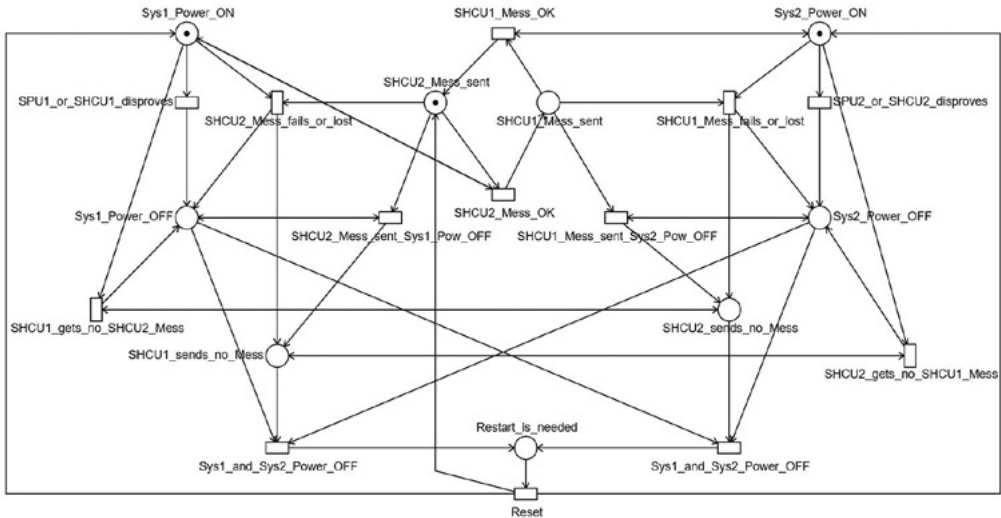 Sys1_Power_ON
SHCU1_Mess_OK
Sys2_Power_ON
SHCU2_Mess_sent
SPU1_or_SHCU1_disproves
SHCU2_Mess_fails_or_lost
SHCU1_Mess_sent
SHCU1_Mess_fails_or_lost
SPU2_or_SHCU2_disproves
Sys1_Power_OFF
SHCU2_Mess_OK
Sys2_Power_OFF
SHCU2_Mess_sent_Sys1_Pow_OFF
SHCU1_Mess_sent_Sys2_Pow_OFF
SHCU1_gets_no_SHCU2_Mess
SHCU2_sends_no_Mess
SHCU1_sends_no_Mess
SHCU2_gets_no_SHCU1_Mess
Restart_is_needed
Sys1_and_Sys2_Power_OFF
Sys1_and_Sys2_Power_OFF
Reset